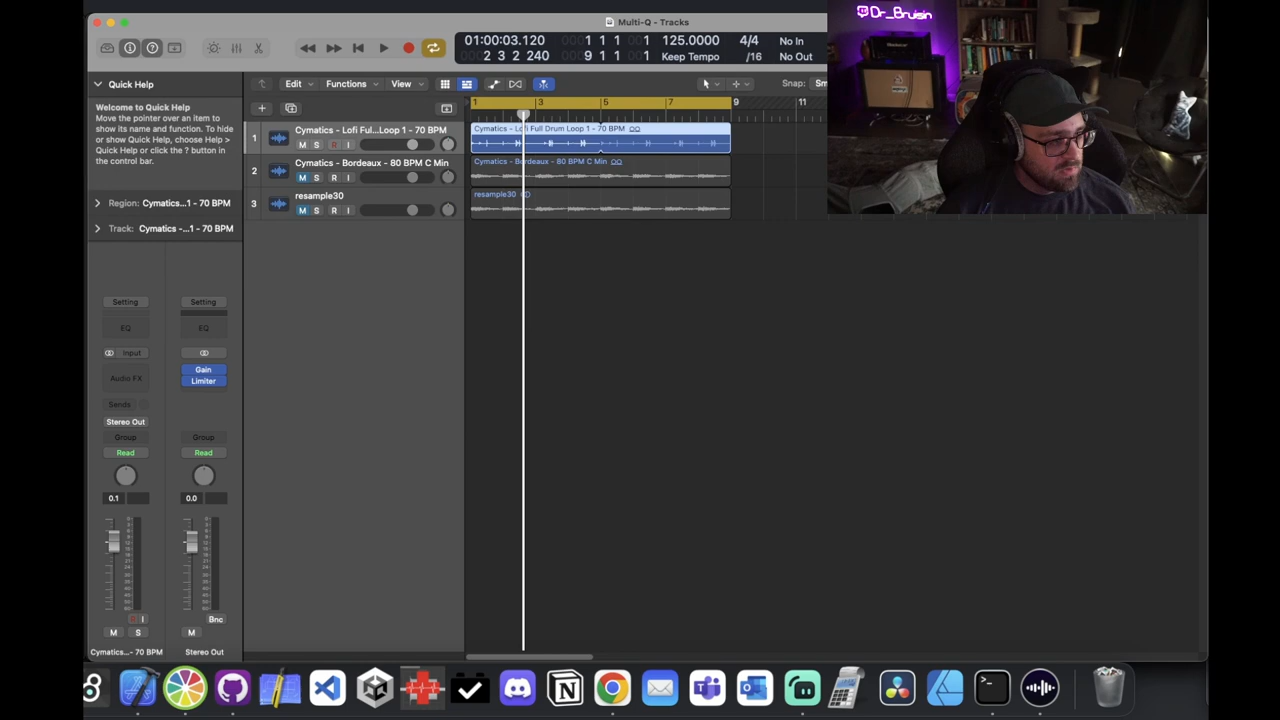 Multi-Q - Tracks
@Dr_Bruisin
01:00:03.120
1 1 1 1
125.0000
4/4
No In
2 3 2 240
9 1 1 1
Keep Tempo
/16
No Out
Quick Help
Edit
Functions
View
Snap:
Sm
Welcome to Quick Help
Move the pointer over an item to
show its name and function. To hide
or show Quick Help, choose Help >
Quick Help or click the ? button in
the control bar.
1 3 5 7 9 11
1
Cymatics - Lofi Ful...Loop 1 - 70 BPM
M S R I
Cymatics - Lofi Full Drum Loop 1 - 70 BPM
2
Cymatics - Bordeaux - 80 BPM C Min
M S R I
Cymatics - Bordeaux - 80 BPM C Min
3
resample30
M S R I
resample30
Region: Cymatics...1 - 70 BPM
Track: Cymatics -...1 - 70 BPM
Setting
Setting
EQ
EQ
Input
Gain
Audio FX
Limiter
Sends
Stereo Out
Group
Group
Read
Read
0.1
0.0
R I
Bnc
M S
M
Cymatics...- 70 BPM
Stereo Out